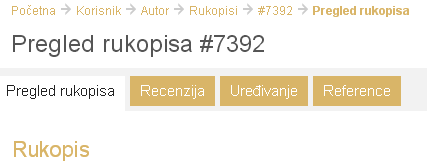 Početna → Korisnik → Autor → Rukopisi → #7392 → Pregled rukopisa
Pregled rukopisa #7392
Pregled rukopisa Recenzija Uređivanje Reference
Rukopis